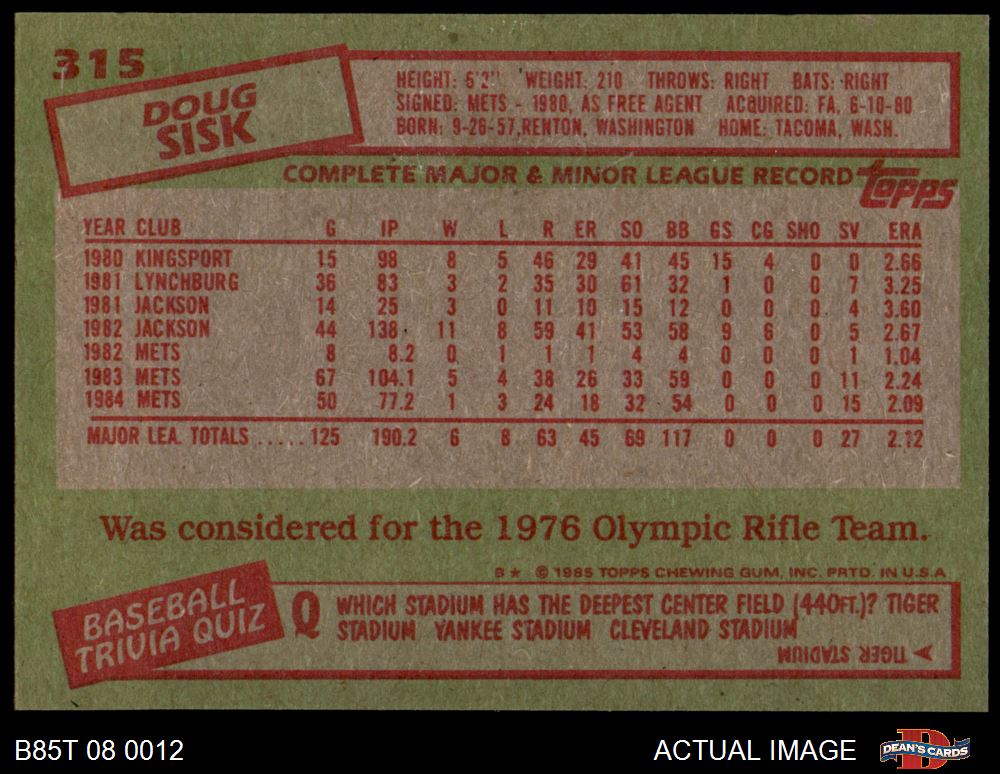 315
DOUG
SISK
HEIGHT: 6'2" WEIGHT: 210 THROWS: RIGHT BATS: RIGHT
SIGNED: METS - 1980, AS FREE AGENT ACQUIRED: FA, 6-10-80
BORN: 9-26-57, RENTON, WASHINGTON HOME: TACOMA, WASH.
COMPLETE MAJOR & MINOR LEAGUE RECORD topps
YEAR CLUB G IP W L R ER SO BB GS CG SHO SV ERA
1980 KINGSPORT 15 98 8 5 46 29 41 45 15 4 0 0 2.66
1981 LYNCHBURG 36 83 3 2 35 30 61 32 1 0 0 7 3.25
1981 JACKSON 14 25 3 0 11 10 15 12 0 0 0 4 3.60
1982 JACKSON 44 138 11 8 59 41 53 58 9 6 0 5 2.67
1982 METS 8 8.2 0 1 1 1 4 4 0 0 0 1 1.04
1983 METS 67 104.1 5 4 38 26 33 59 0 0 0 11 2.24
1984 METS 50 77.2 1 3 24 18 32 54 0 0 0 15 2.09
MAJOR LEA. TOTALS ..... 125 190.2 6 8 63 45 69 117 0 0 0 27 2.12
Was considered for the 1976 Olympic Rifle Team.
B* © 1985 TOPPS CHEWING GUM, INC. PRTD. IN U.S.A.
BASEBALL
TRIVIA QUIZ
Q WHICH STADIUM HAS THE DEEPEST CENTER FIELD (440FT.)? TIGER
STADIUM YANKEE STADIUM CLEVELAND STADIUM
TIGER STADIUM
B85T 08 0012
ACTUAL IMAGE
DEAN'S CARDS